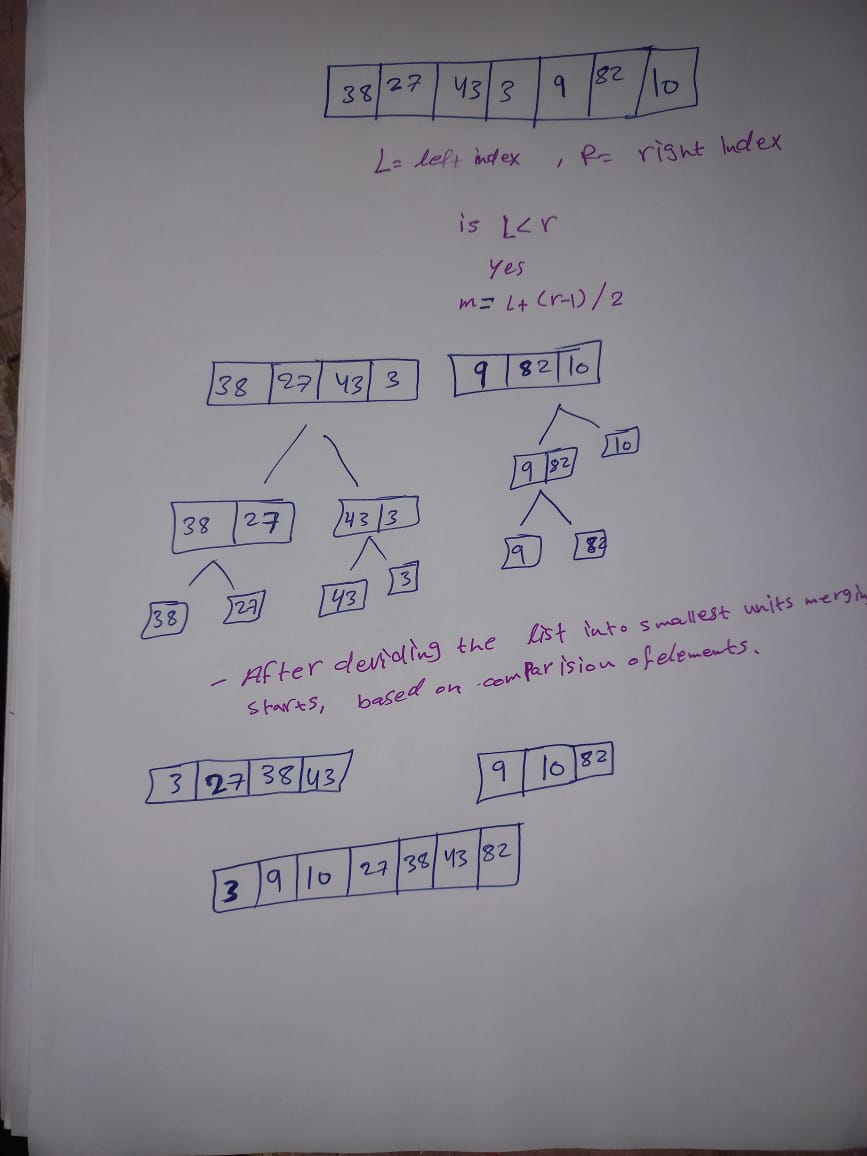 38 27 43 3 9 82 10
L= left index , R= right Index
is L<r
Yes
m= L+(r-1)/2
38 27 43 3 9 82 10
9 82 10
38 27 43 3
9 82
38 27 43 3
- After deviding the list into smallest units mergin
starts, based on comparision of elements.
3 27 38 43 9 10 82
3 9 10 27 38 43 82